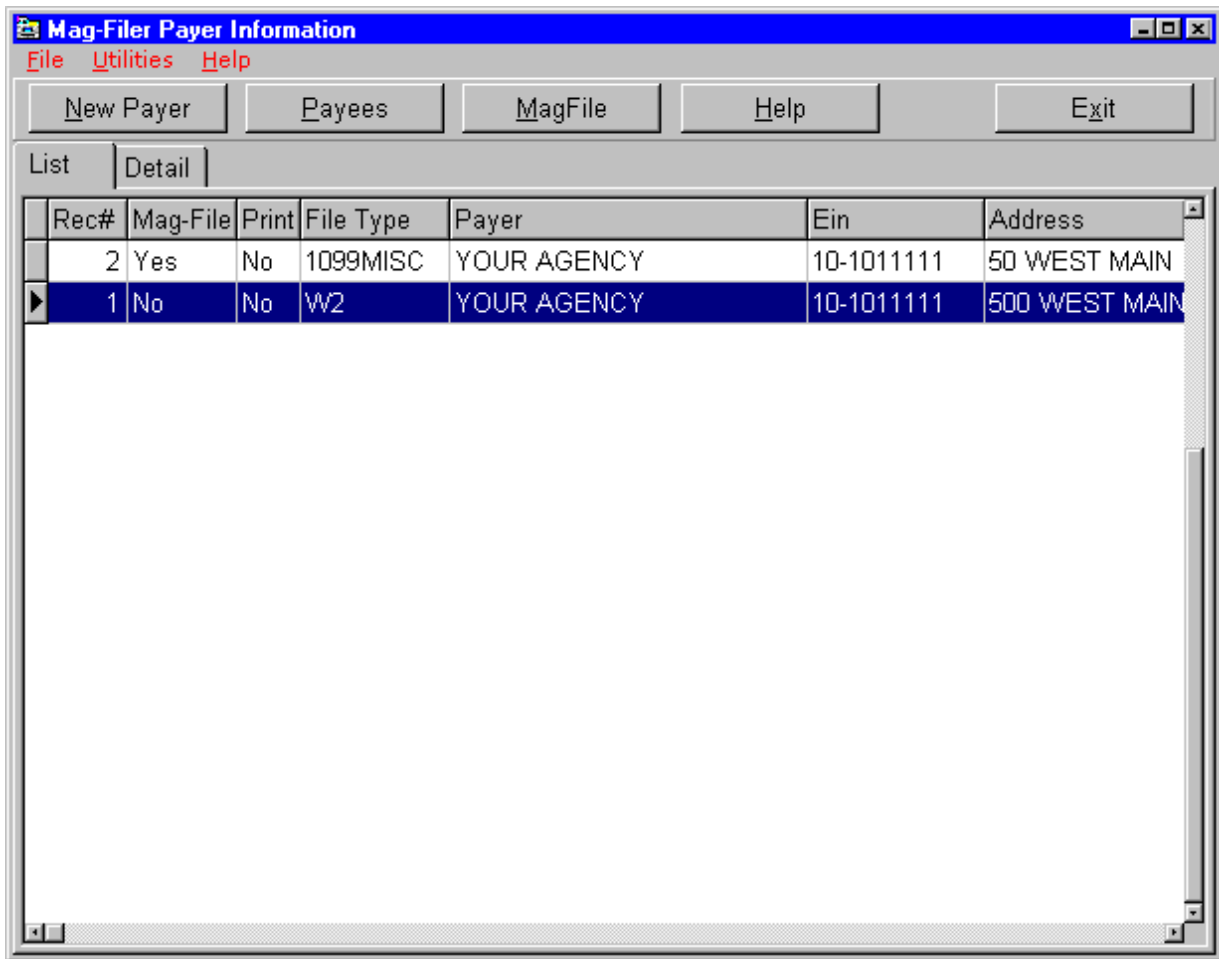 Mag-Filer Payer Information
File Utilities Help
New Payer Payees MagFile Help Exit
List Detail
Rec# Mag-File Print File Type Payer Ein Address
2 Yes No 1099MISC YOUR AGENCY 10-1011111 50 WEST MAIN
1 No No W2 YOUR AGENCY 10-1011111 500 WEST MAIN